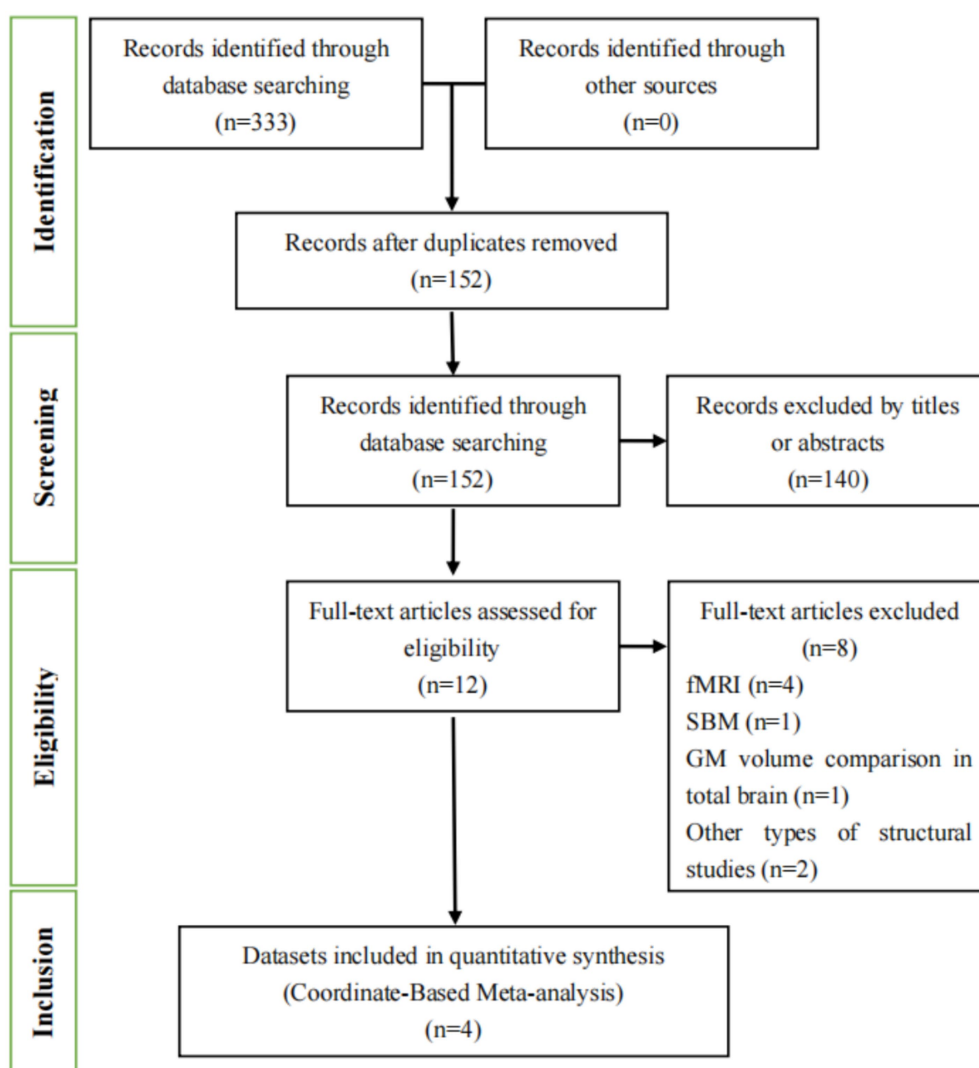 Identification
Records identified through
database searching
(n=333)
Records identified through
other sources
(n=0)
Records after duplicates removed
(n=152)
Screening
Records identified through
database searching
(n=152)
Records excluded by titles
or abstracts
(n=140)
Eligibility
Full-text articles assessed for
eligibility
(n=12)
Full-text articles excluded
(n=8)
fMRI (n=4)
SBM (n=1)
GM volume comparison in
total brain (n=1)
Other types of structural
studies (n=2)
Inclusion
Datasets included in quantitative synthesis
(Coordinate-Based Meta-analysis)
(n=4)